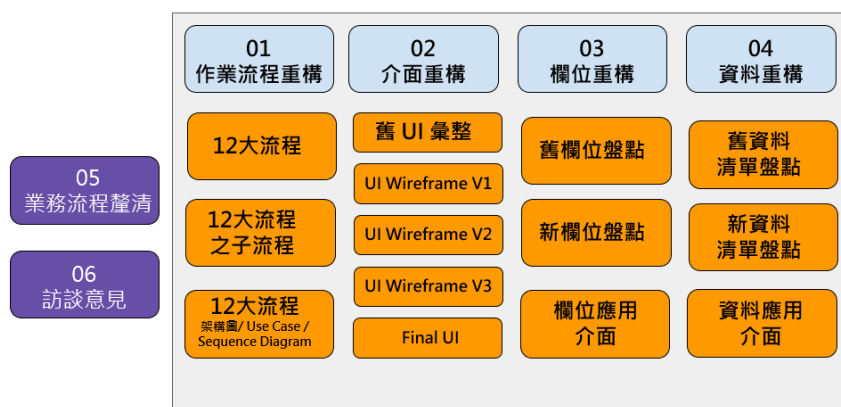 05
業務流程釐清
06
訪談意見
01
作業流程重構
12大流程
12大流程
之子流程
12大流程
架構圖/ Use Case /
Sequence Diagram
02
介面重構
舊 UI 彙整
UI Wireframe V1
UI Wireframe V2
UI Wireframe V3
Final UI
03
欄位重構
舊欄位盤點
新欄位盤點
欄位應用
介面
04
資料重構
舊資料
清單盤點
新資料
清單盤點
資料應用
介面